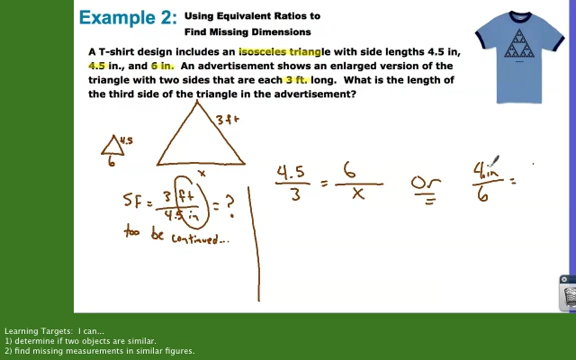 Example 2: Using Equivalent Ratios to
Find Missing Dimensions
A T-shirt design includes an isosceles triangle with side lengths 4.5 in,
4.5 in., and 6 in. An advertisement shows an enlarged version of the
triangle with two sides that are each 3 ft. long. What is the length of
the third side of the triangle in the advertisement?
4.5
6
3 ft
x
SF = 3 ft / 4.5 in = ?
too be continued...
4.5 / 3 = 6 / x
Or
4in / 6 =
Learning Targets: I can...
1) determine if two objects are similar.
2) find missing measurements in similar figures.